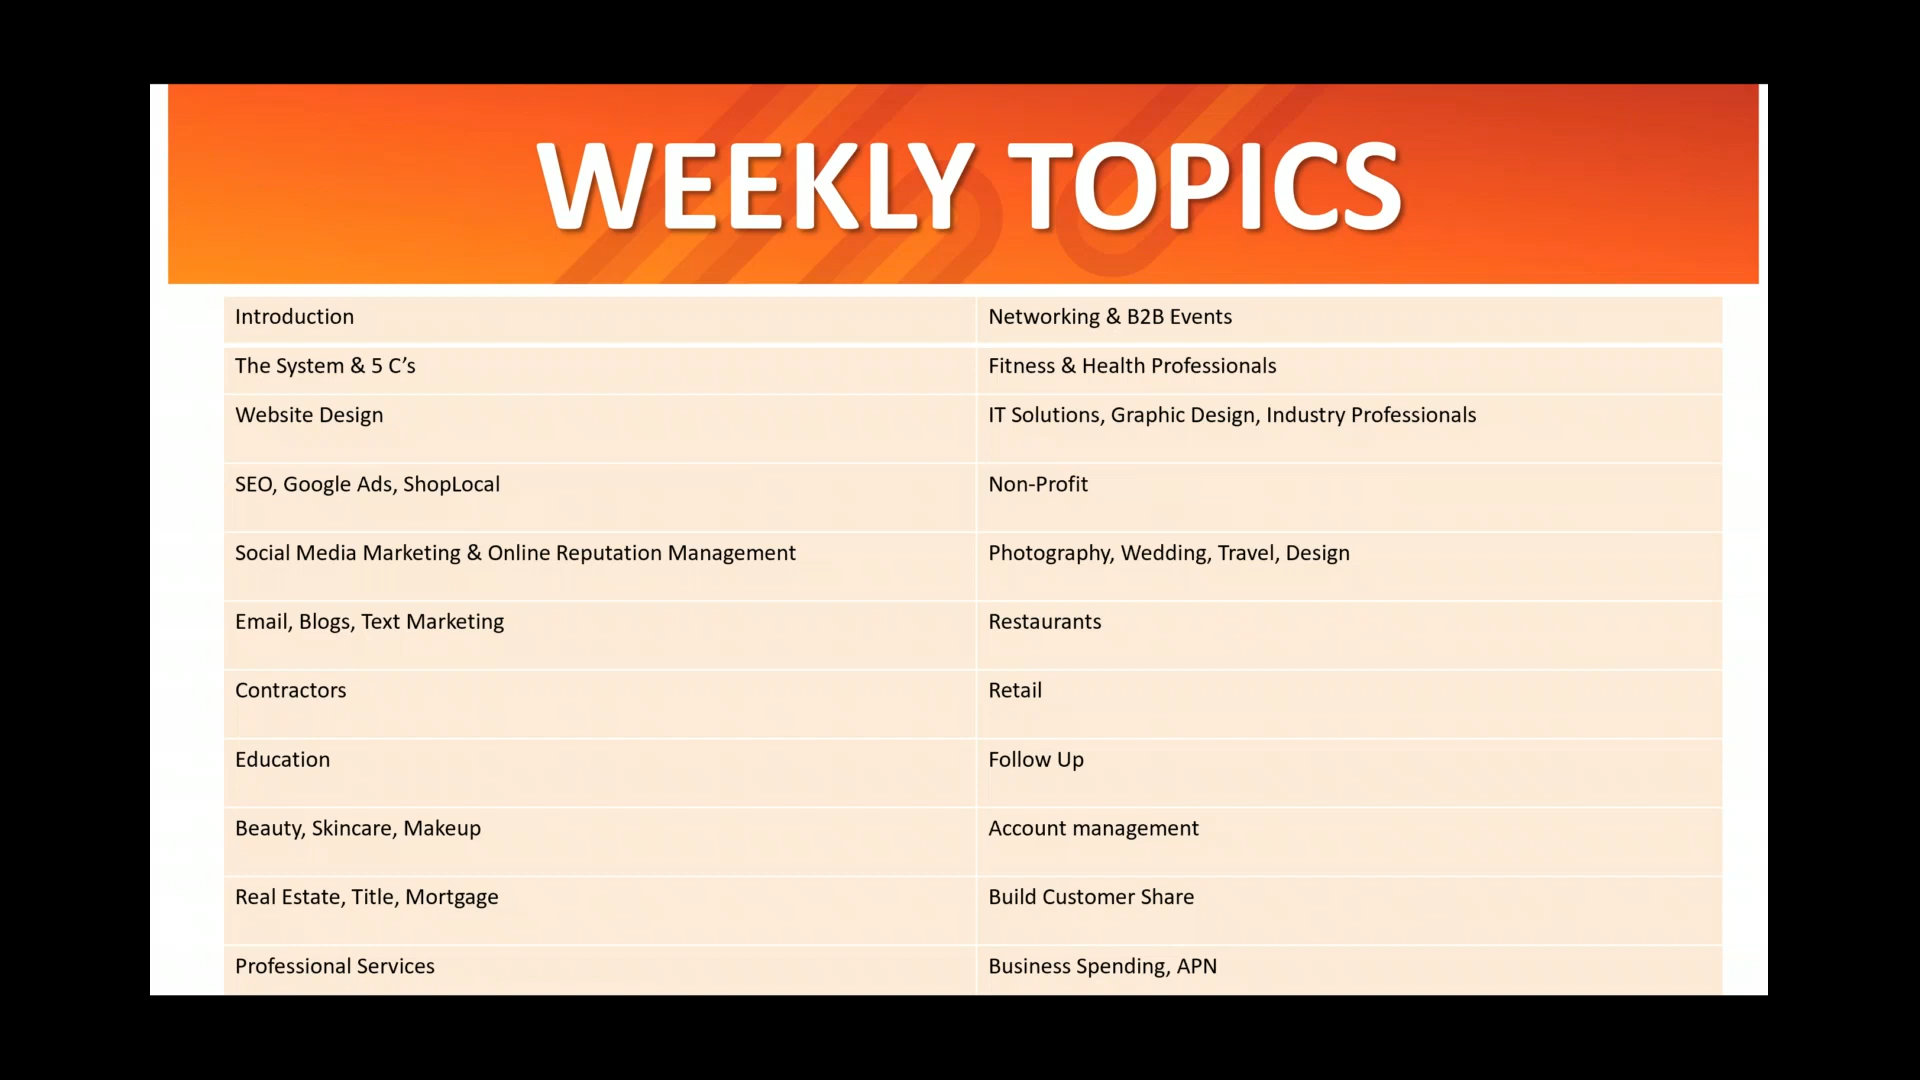 WEEKLY TOPICS
Introduction
Networking & B2B Events
The System & 5 C’s
Fitness & Health Professionals
Website Design
IT Solutions, Graphic Design, Industry Professionals
SEO, Google Ads, ShopLocal
Non-Profit
Social Media Marketing & Online Reputation Management
Photography, Wedding, Travel, Design
Email, Blogs, Text Marketing
Restaurants
Contractors
Retail
Education
Follow Up
Beauty, Skincare, Makeup
Account management
Real Estate, Title, Mortgage
Build Customer Share
Professional Services
Business Spending, APN